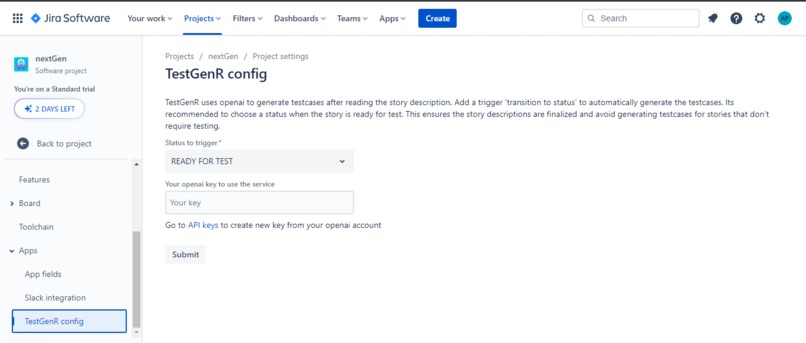 Jira Software
Your work
Projects
Filters
Dashboards
Teams
Apps
Create
Search
AP
nextGen
Software project
You're on a Standard trial
2 DAYS LEFT
Back to project
Features
Board
Toolchain
Apps
App fields
Slack integration
TestGenR config
Projects / nextGen / Project settings
TestGenR config
TestGenR uses openai to generate testcases after reading the story description. Add a trigger 'transition to status' to automatically generate the testcases. Its
recommended to choose a status when the story is ready for test. This ensures the story descriptions are finalized and avoid generating testcases for stories that don't
require testing.
Status to trigger *
READY FOR TEST
Your openai key to use the service
Your key
Go to API keys to create new key from your openai account
Submit